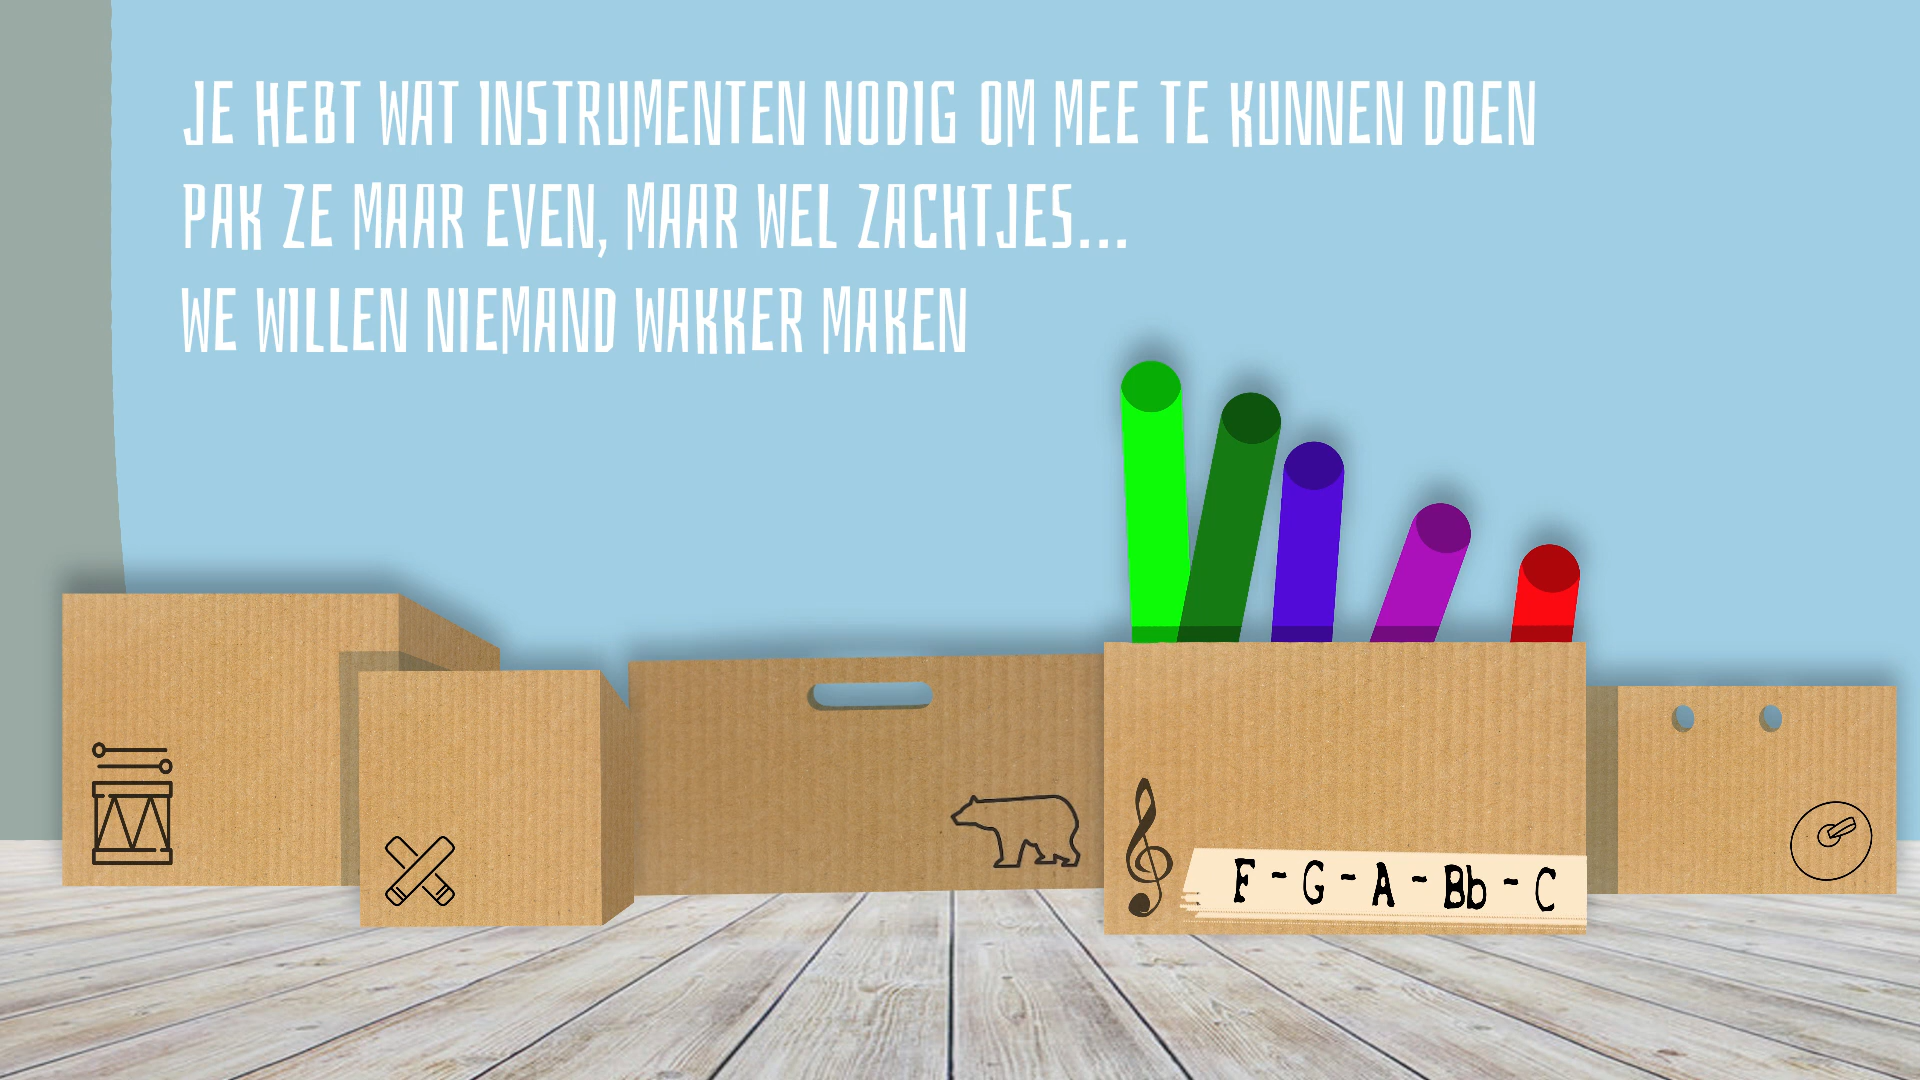 JE HEBT WAT INSTRUMENTEN NODIG OM MEE TE KUNNEN DOEN
PAK ZE MAAR EVEN, MAAR WEL ZACHTJES...
WE WILLEN NIEMAND WAKKER MAKEN
F - G - A - Bb - C